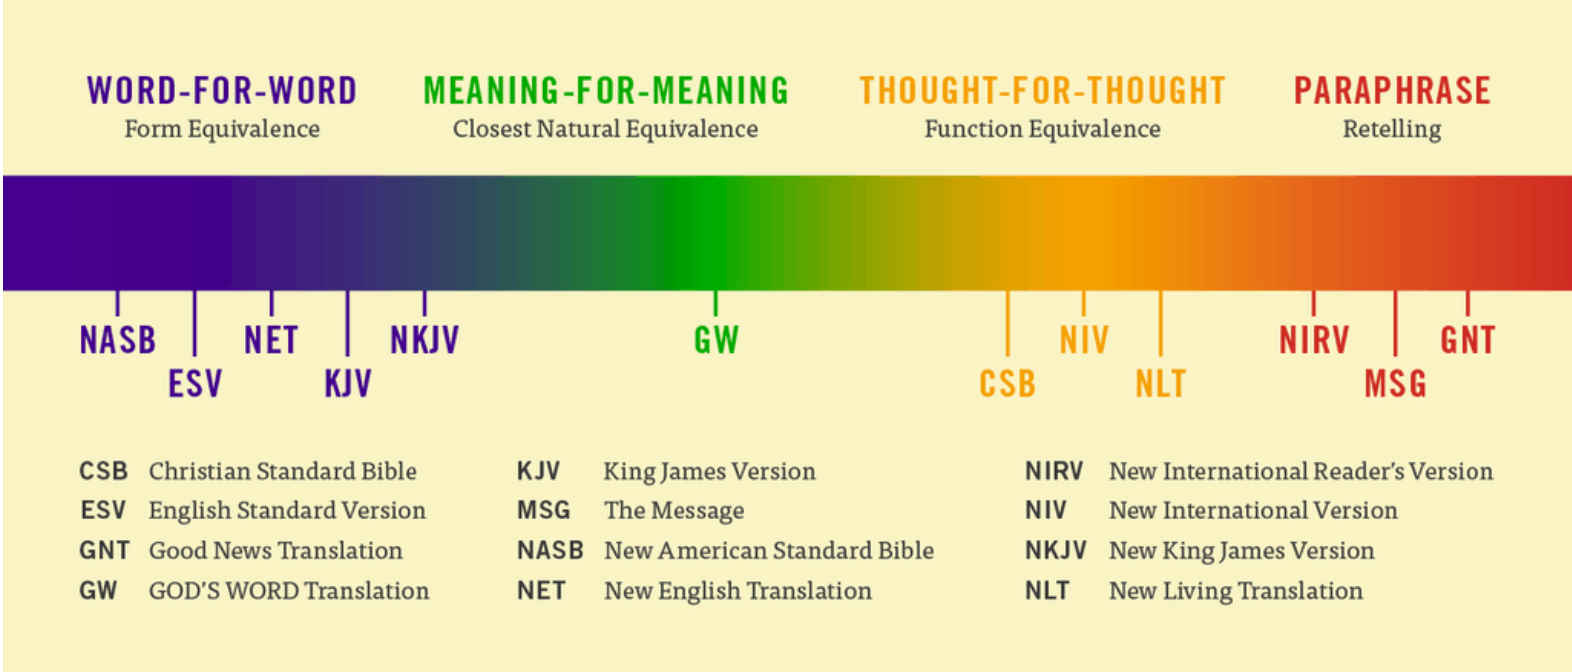 WORD-FOR-WORD MEANING-FOR-MEANING THOUGHT-FOR-THOUGHT PARAPHRASE
Form Equivalence Closest Natural Equivalence Function Equivalence Retelling
NASB NET NKJV GW NIV NIRV GNT
ESV KJV CSB NLT MSG
CSB Christian Standard Bible KJV King James Version NIRV New International Reader’s Version
ESV English Standard Version MSG The Message NIV New International Version
GNT Good News Translation NASB New American Standard Bible NKJV New King James Version
GW GOD’S WORD Translation NET New English Translation NLT New Living Translation